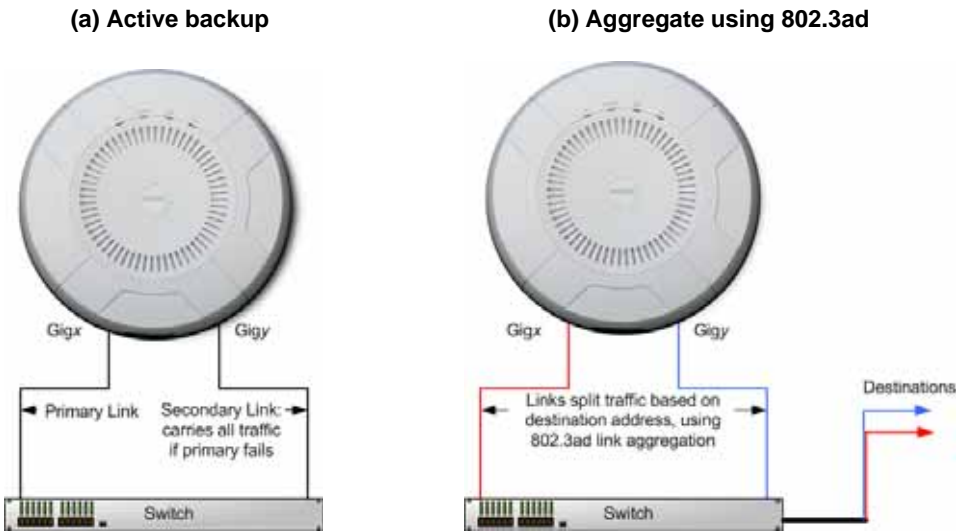 (a) Active backup
(b) Aggregate using 802.3ad
Gigx
Gigy
Primary Link
Secondary Link:
carries all traffic
if primary fails
Switch
Gigx
Gigy
Links split traffic based on
destination address, using
802.3ad link aggregation
Destinations
Switch